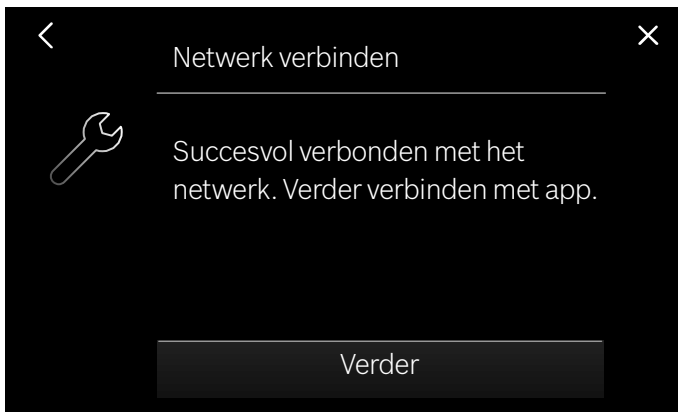 Netwerk verbinden
Succesvol verbonden met het
netwerk. Verder verbinden met app.
Verder